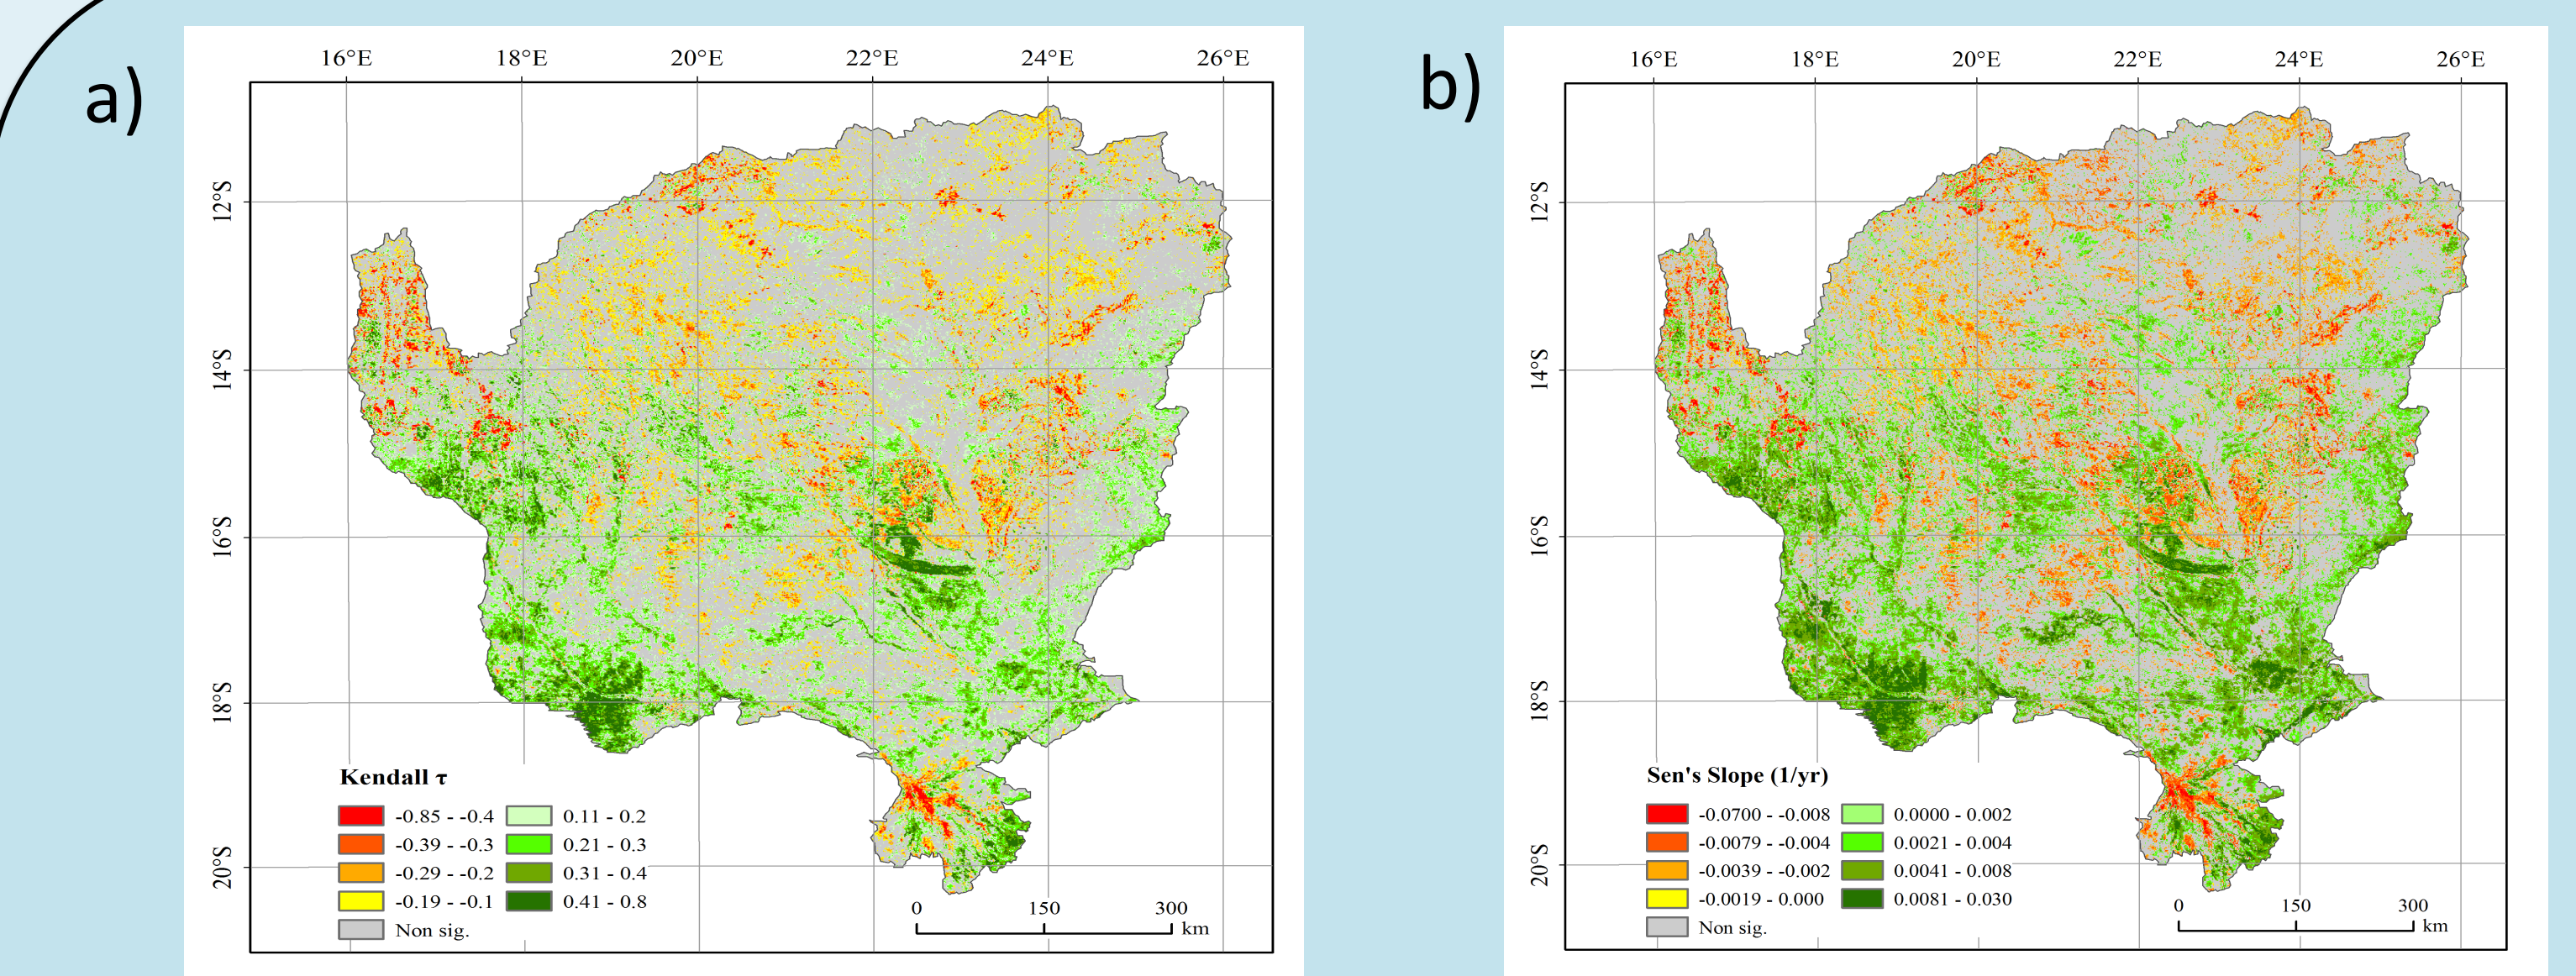 a)
16°E 18°E 20°E 22°E 24°E 26°E
12°S
14°S
16°S
18°S
20°S
Kendall τ
-0.85 - -0.4 0.11 - 0.2
-0.39 - -0.3 0.21 - 0.3
-0.29 - -0.2 0.31 - 0.4
-0.19 - -0.1 0.41 - 0.8
Non sig.
0 150 300
km
b)
16°E 18°E 20°E 22°E 24°E 26°E
12°S
14°S
16°S
18°S
20°S
Sen's Slope (1/yr)
-0.0700 - -0.008 0.0000 - 0.002
-0.0079 - -0.004 0.0021 - 0.004
-0.0039 - -0.002 0.0041 - 0.008
-0.0019 - 0.000 0.0081 - 0.030
Non sig.
0 150 300
km